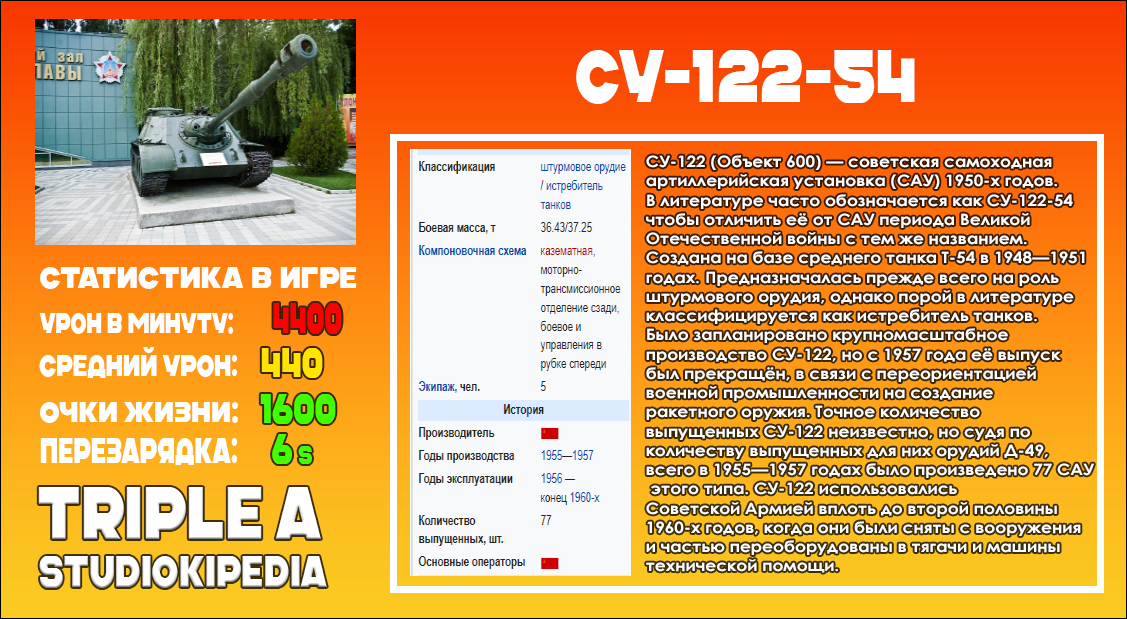 й зал
ЛАВЫ
СУ-122-54
СТАТИСТИКА В ИГРЕ
УРОН В МИНУТУ: 4400
СРЕДНИЙ УРОН: 440
ОЧКИ ЖИЗНИ: 1600
ПЕРЕЗАРЯДКА: 6 s
TRIPLE A
STUDIOKIPEDIA
Классификация штурмовое орудие
/ истребитель
танков
Боевая масса, т 36.43/37.25
Компоновочная схема казематная,
моторно-
трансмиссионное
отделение сзади,
боевое и
управления в
рубке спереди
Экипаж, чел. 5
История
Производитель
Годы производства 1955—1957
Годы эксплуатации 1956 —
конец 1960-х
Количество 77
выпущенных, шт.
Основные операторы
СУ-122 (Объект 600) — советская самоходная
артиллерийская установка (САУ) 1950-х годов.
В литературе часто обозначается как СУ-122-54
чтобы отличить её от САУ периода Великой
Отечественной войны с тем же названием.
Создана на базе среднего танка Т-54 в 1948—1951
годах. Предназначалась прежде всего на роль
штурмового орудия, однако порой в литературе
классифицируется как истребитель танков.
Было запланировано крупномасштабное
производство СУ-122, но с 1957 года её выпуск
был прекращён, в связи с переориентацией
военной промышленности на создание
ракетного оружия. Точное количество
выпущенных СУ-122 неизвестно, но судя по
количеству выпущенных для них орудий Д-49,
всего в 1955—1957 годах было произведено 77 САУ
этого типа. СУ-122 использовались
Советской Армией вплоть до второй половины
1960-х годов, когда они были сняты с вооружения
и частью переоборудованы в тягачи и машины
технической помощи.